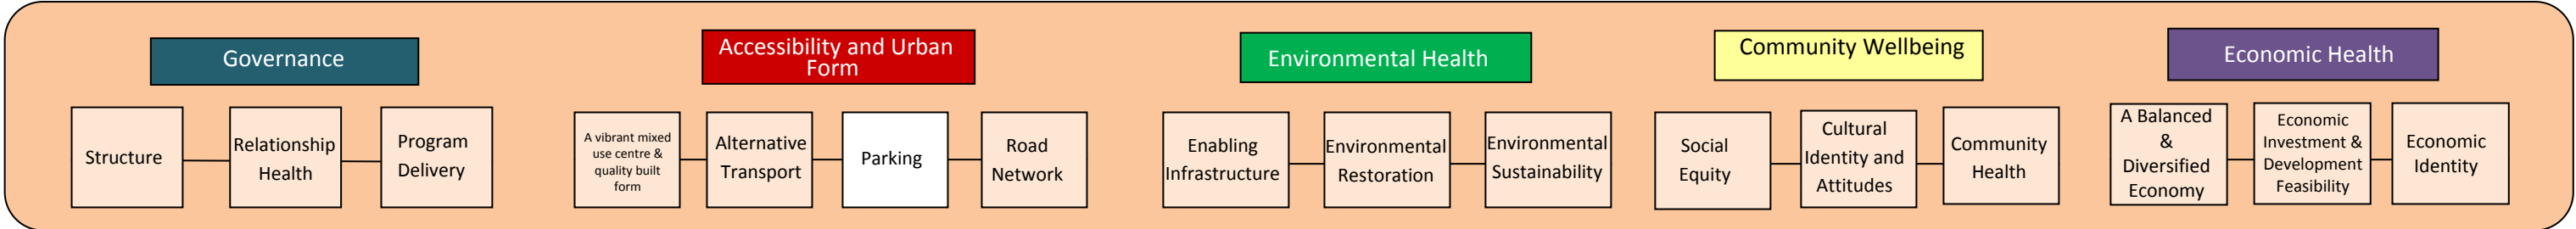 Governance
Accessibility and Urban
Form
Environmental Health
Community Wellbeing
Economic Health
Structure
Relationship
Health
Program
Delivery
A vibrant mixed
use centre &
quality built
form
Alternative
Transport
Parking
Road
Network
Enabling
Infrastructure
Environmental
Restoration
Environmental
Sustainability
Social
Equity
Cultural
Identity and
Attitudes
Community
Health
A Balanced
&
Diversified
Economy
Economic
Investment &
Development
Feasibility
Economic
Identity